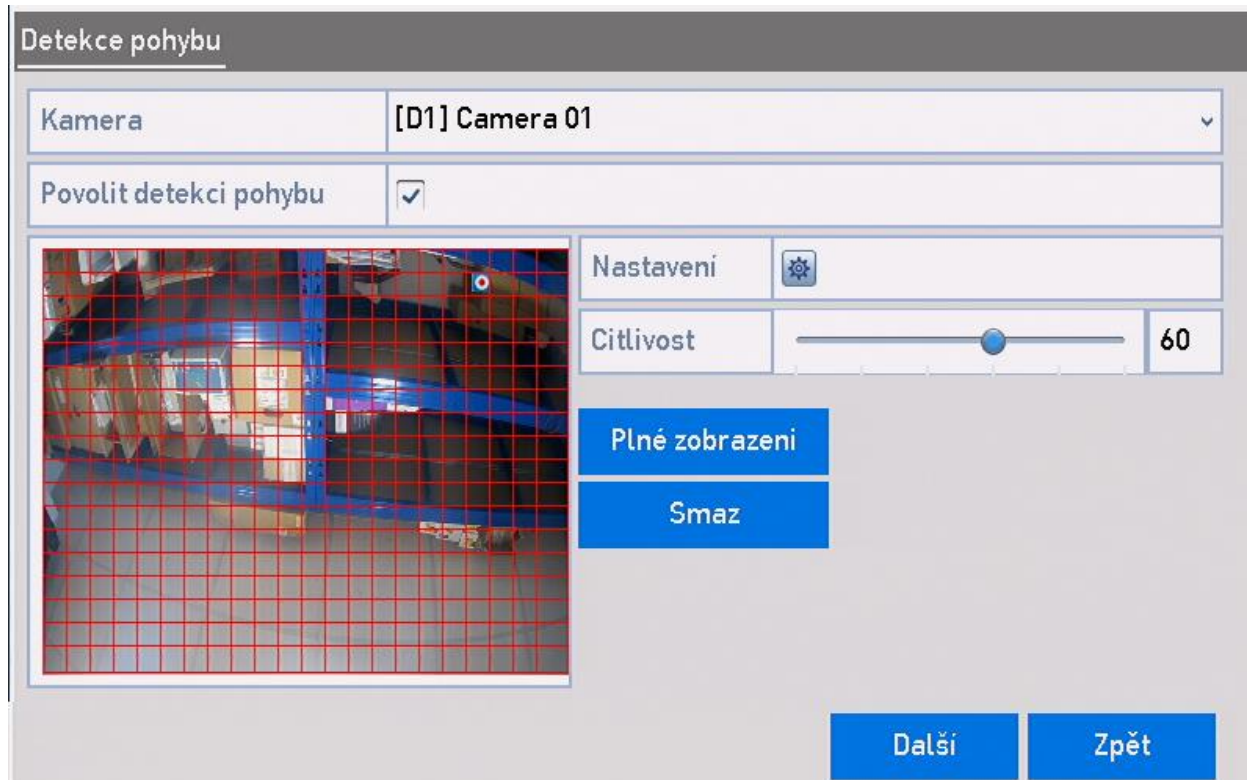 Detekce pohybu
Kamera [D1] Camera 01
Povolit detekci pohybu
Nastavení
Citlivost 60
Plné zobrazeni
Smaz
Další Zpět